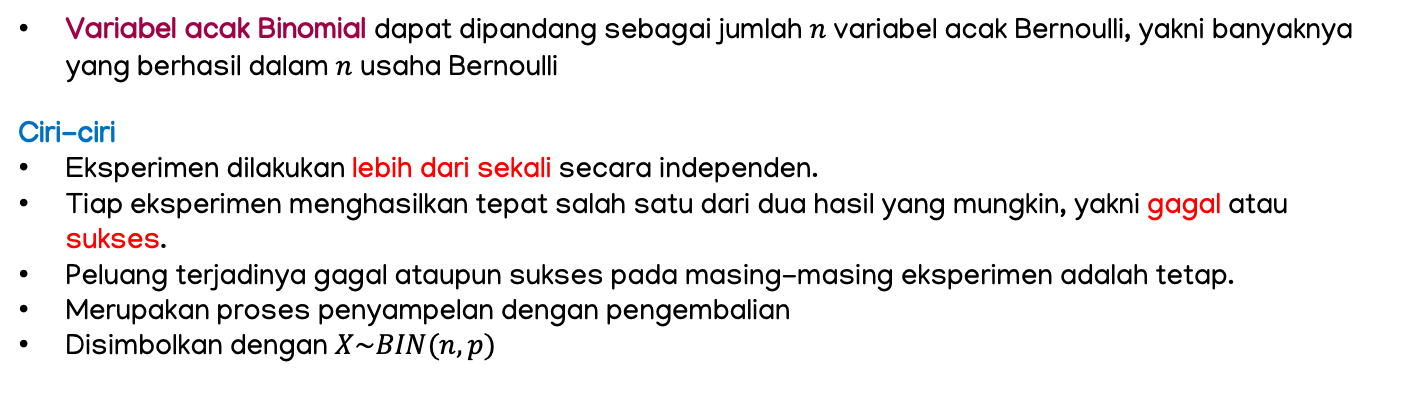 • Variabel acak Binomial dapat dipandang sebagai jumlah n variabel acak Bernoulli, yakni banyaknya
yang berhasil dalam n usaha Bernoulli
Ciri-ciri
• Eksperimen dilakukan lebih dari sekali secara independen.
• Tiap eksperimen menghasilkan tepat salah satu dari dua hasil yang mungkin, yakni gagal atau
sukses.
• Peluang terjadinya gagal ataupun sukses pada masing-masing eksperimen adalah tetap.
• Merupakan proses penyampelan dengan pengembalian
• Disimbolkan dengan X~BIN(n, p)